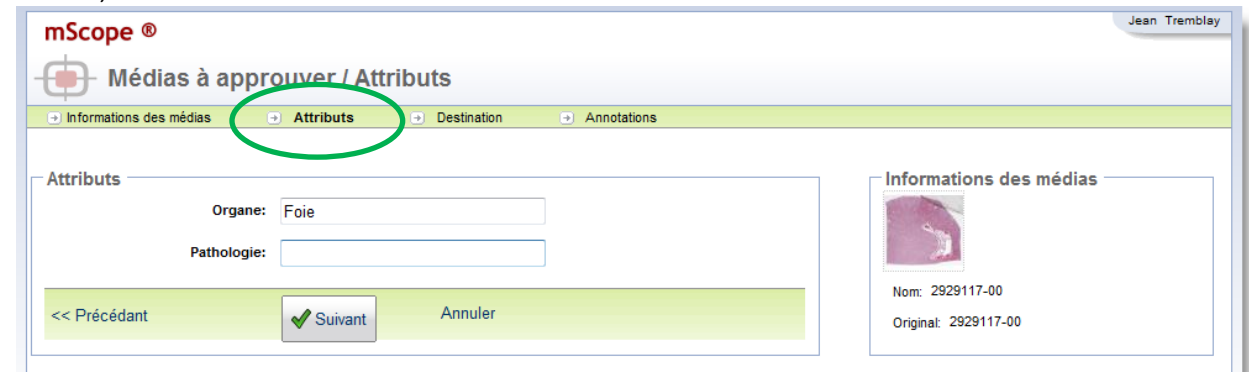 Jean Tremblay
mScope ®
Médias à approuver / Attributs
Informations des médias Attributs Destination Annotations
Attributs
Organe: Foie
Pathologie:
<< Précédant Suivant Annuler
Informations des médias
Nom: 2929117-00
Original: 2929117-00